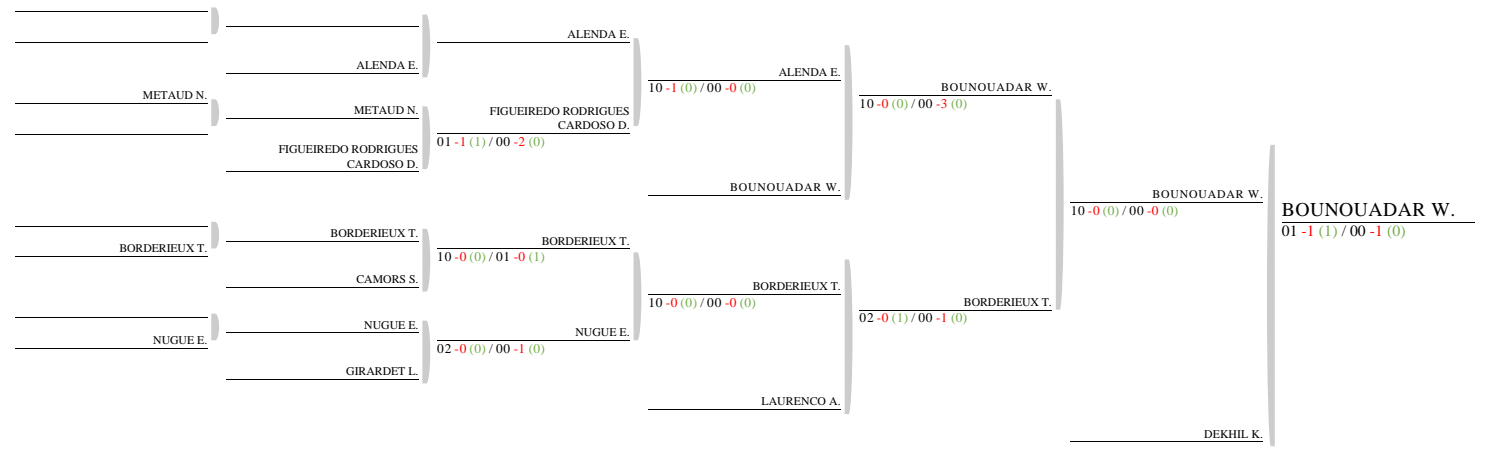 ALENDA E.
ALENDA E.
METAUD N.
METAUD N.
FIGUEIREDO RODRIGUES
CARDOSO D.
FIGUEIREDO RODRIGUES
CARDOSO D.
01 -1 (1) / 00 -2 (0)
ALENDA E.
10 -1 (0) / 00 -0 (0)
BOUNOUADAR W.
BOUNOUADAR W.
10 -0 (0) / 00 -3 (0)
BORDERIEUX T.
BORDERIEUX T.
CAMORS S.
BORDERIEUX T.
10 -0 (0) / 01 -0 (1)
NUGUE E.
NUGUE E.
GIRARDET L.
NUGUE E.
02 -0 (0) / 00 -1 (0)
BORDERIEUX T.
10 -0 (0) / 00 -0 (0)
LAURENCO A.
BORDERIEUX T.
02 -0 (1) / 00 -1 (0)
BOUNOUADAR W.
10 -0 (0) / 00 -0 (0)
DEKHIL K.
BOUNOUADAR W.
01 -1 (1) / 00 -1 (0)